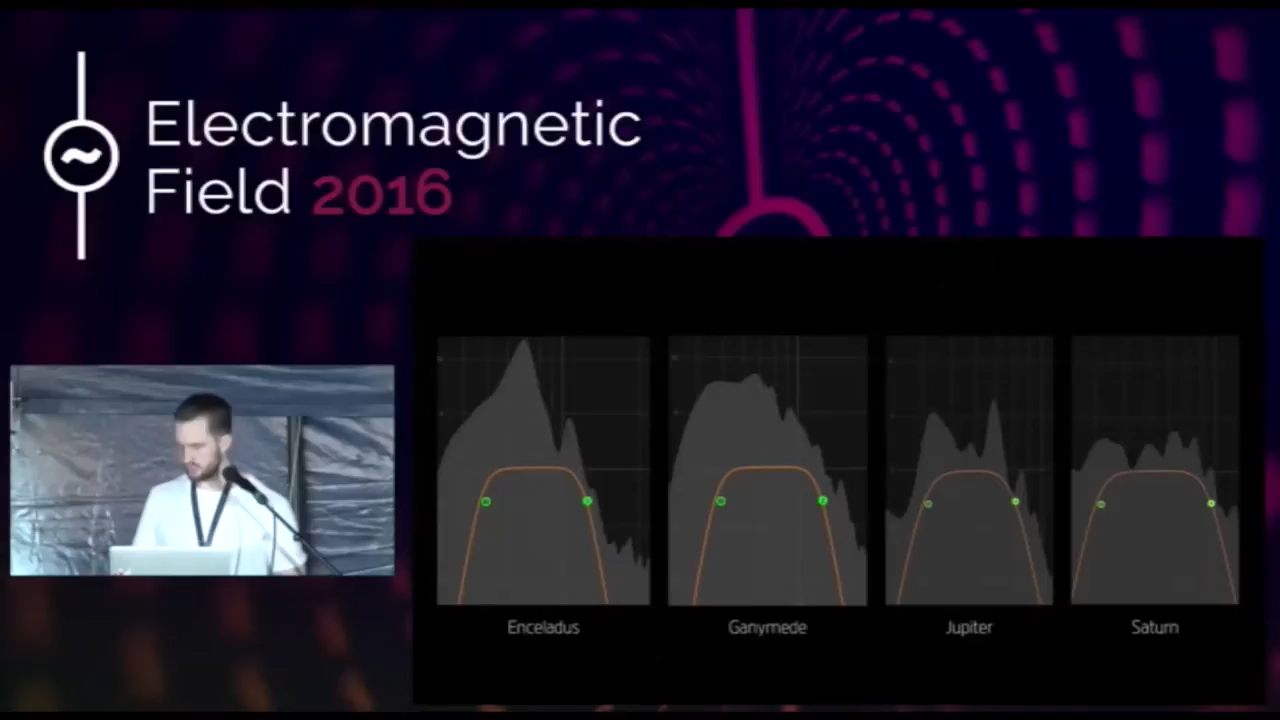 Electromagnetic
Field 2016
Enceladus
Ganymede
Jupiter
Saturn